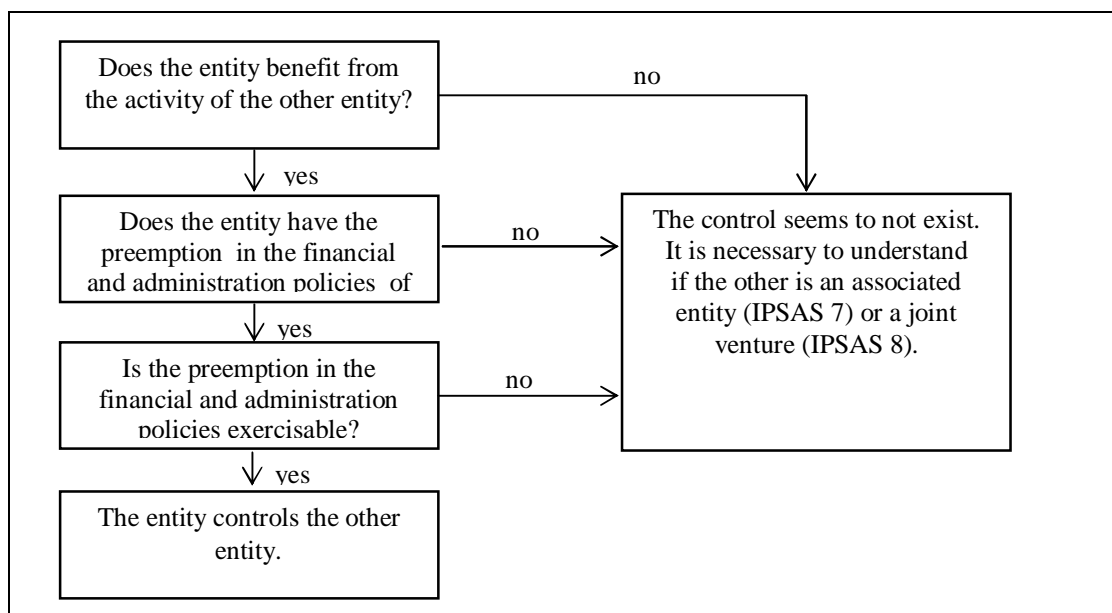 Does the entity benefit from
the activity of the other entity?
no
yes
Does the entity have the
preemption in the financial
and administration policies of
no
The control seems to not exist.
It is necessary to understand
if the other is an associated
entity (IPSAS 7) or a joint
venture (IPSAS 8).
yes
Is the preemption in the
financial and administration
policies exercisable?
no
yes
The entity controls the other
entity.